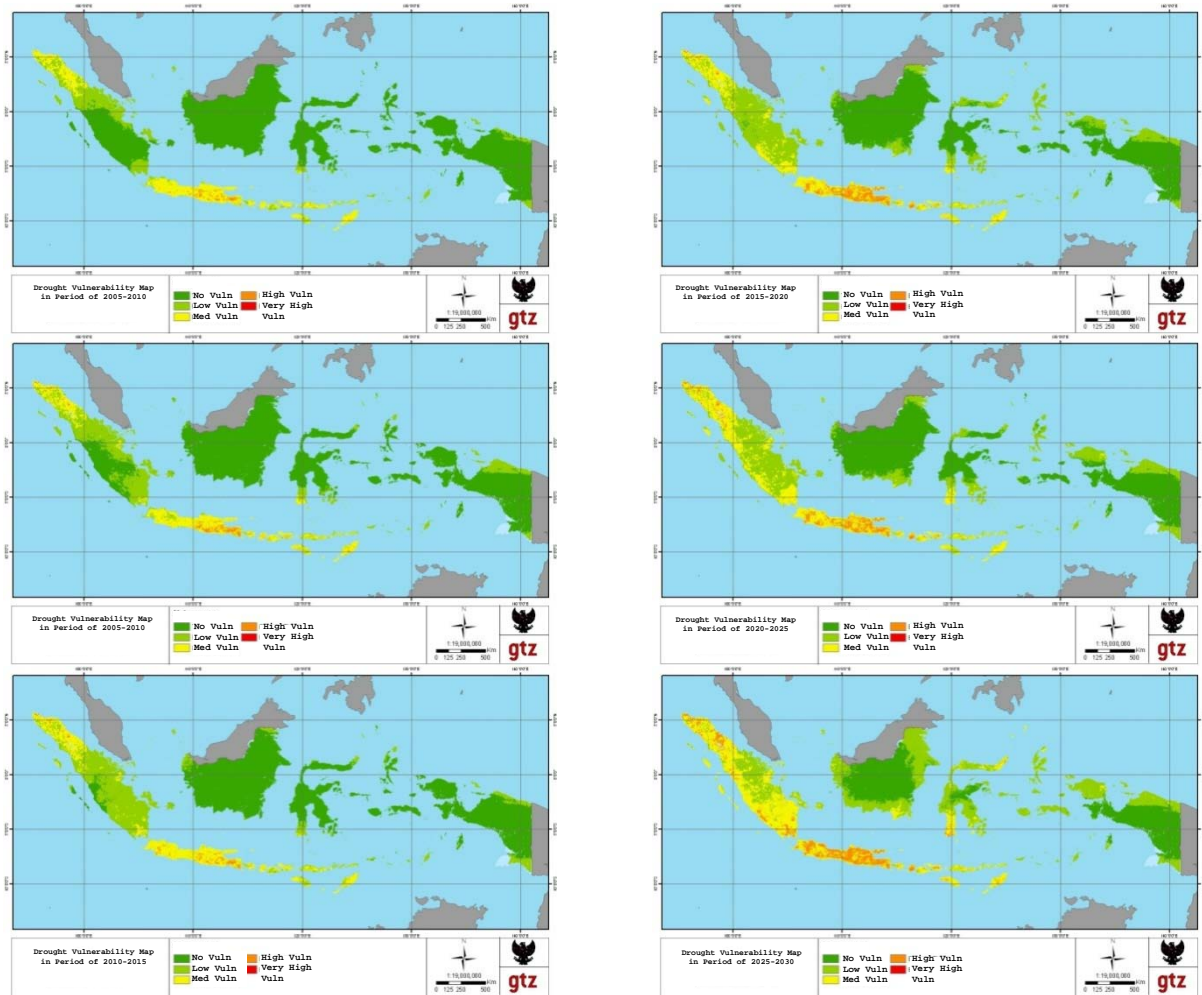 Drought Vulnerability Map
in Period of 2005-2010
No Vuln
Low Vuln
Med Vuln
High Vuln
Very High
Vuln
N
1:19,000,000
0 125 250 500 km
gtz
Drought Vulnerability Map
in Period of 2015-2020
No Vuln
Low Vuln
Med Vuln
High Vuln
Very High
Vuln
N
1:19,000,000
0 125 250 500 km
gtz
Drought Vulnerability Map
in Period of 2005-2010
No Vuln
Low Vuln
Med Vuln
High Vuln
Very High
Vuln
N
1:19,000,000
0 125 250 500 km
gtz
Drought Vulnerability Map
in Period of 2020-2025
No Vuln
Low Vuln
Med Vuln
High Vuln
Very High
Vuln
N
1:19,000,000
0 125 250 500 km
gtz
Drought Vulnerability Map
in Period of 2010-2015
No Vuln
Low Vuln
Med Vuln
High Vuln
Very High
Vuln
N
1:19,000,000
0 125 250 500 km
gtz
Drought Vulnerability Map
in Period of 2025-2030
No Vuln
Low Vuln
Med Vuln
High Vuln
Very High
Vuln
N
1:19,000,000
0 125 250 500 km
gtz